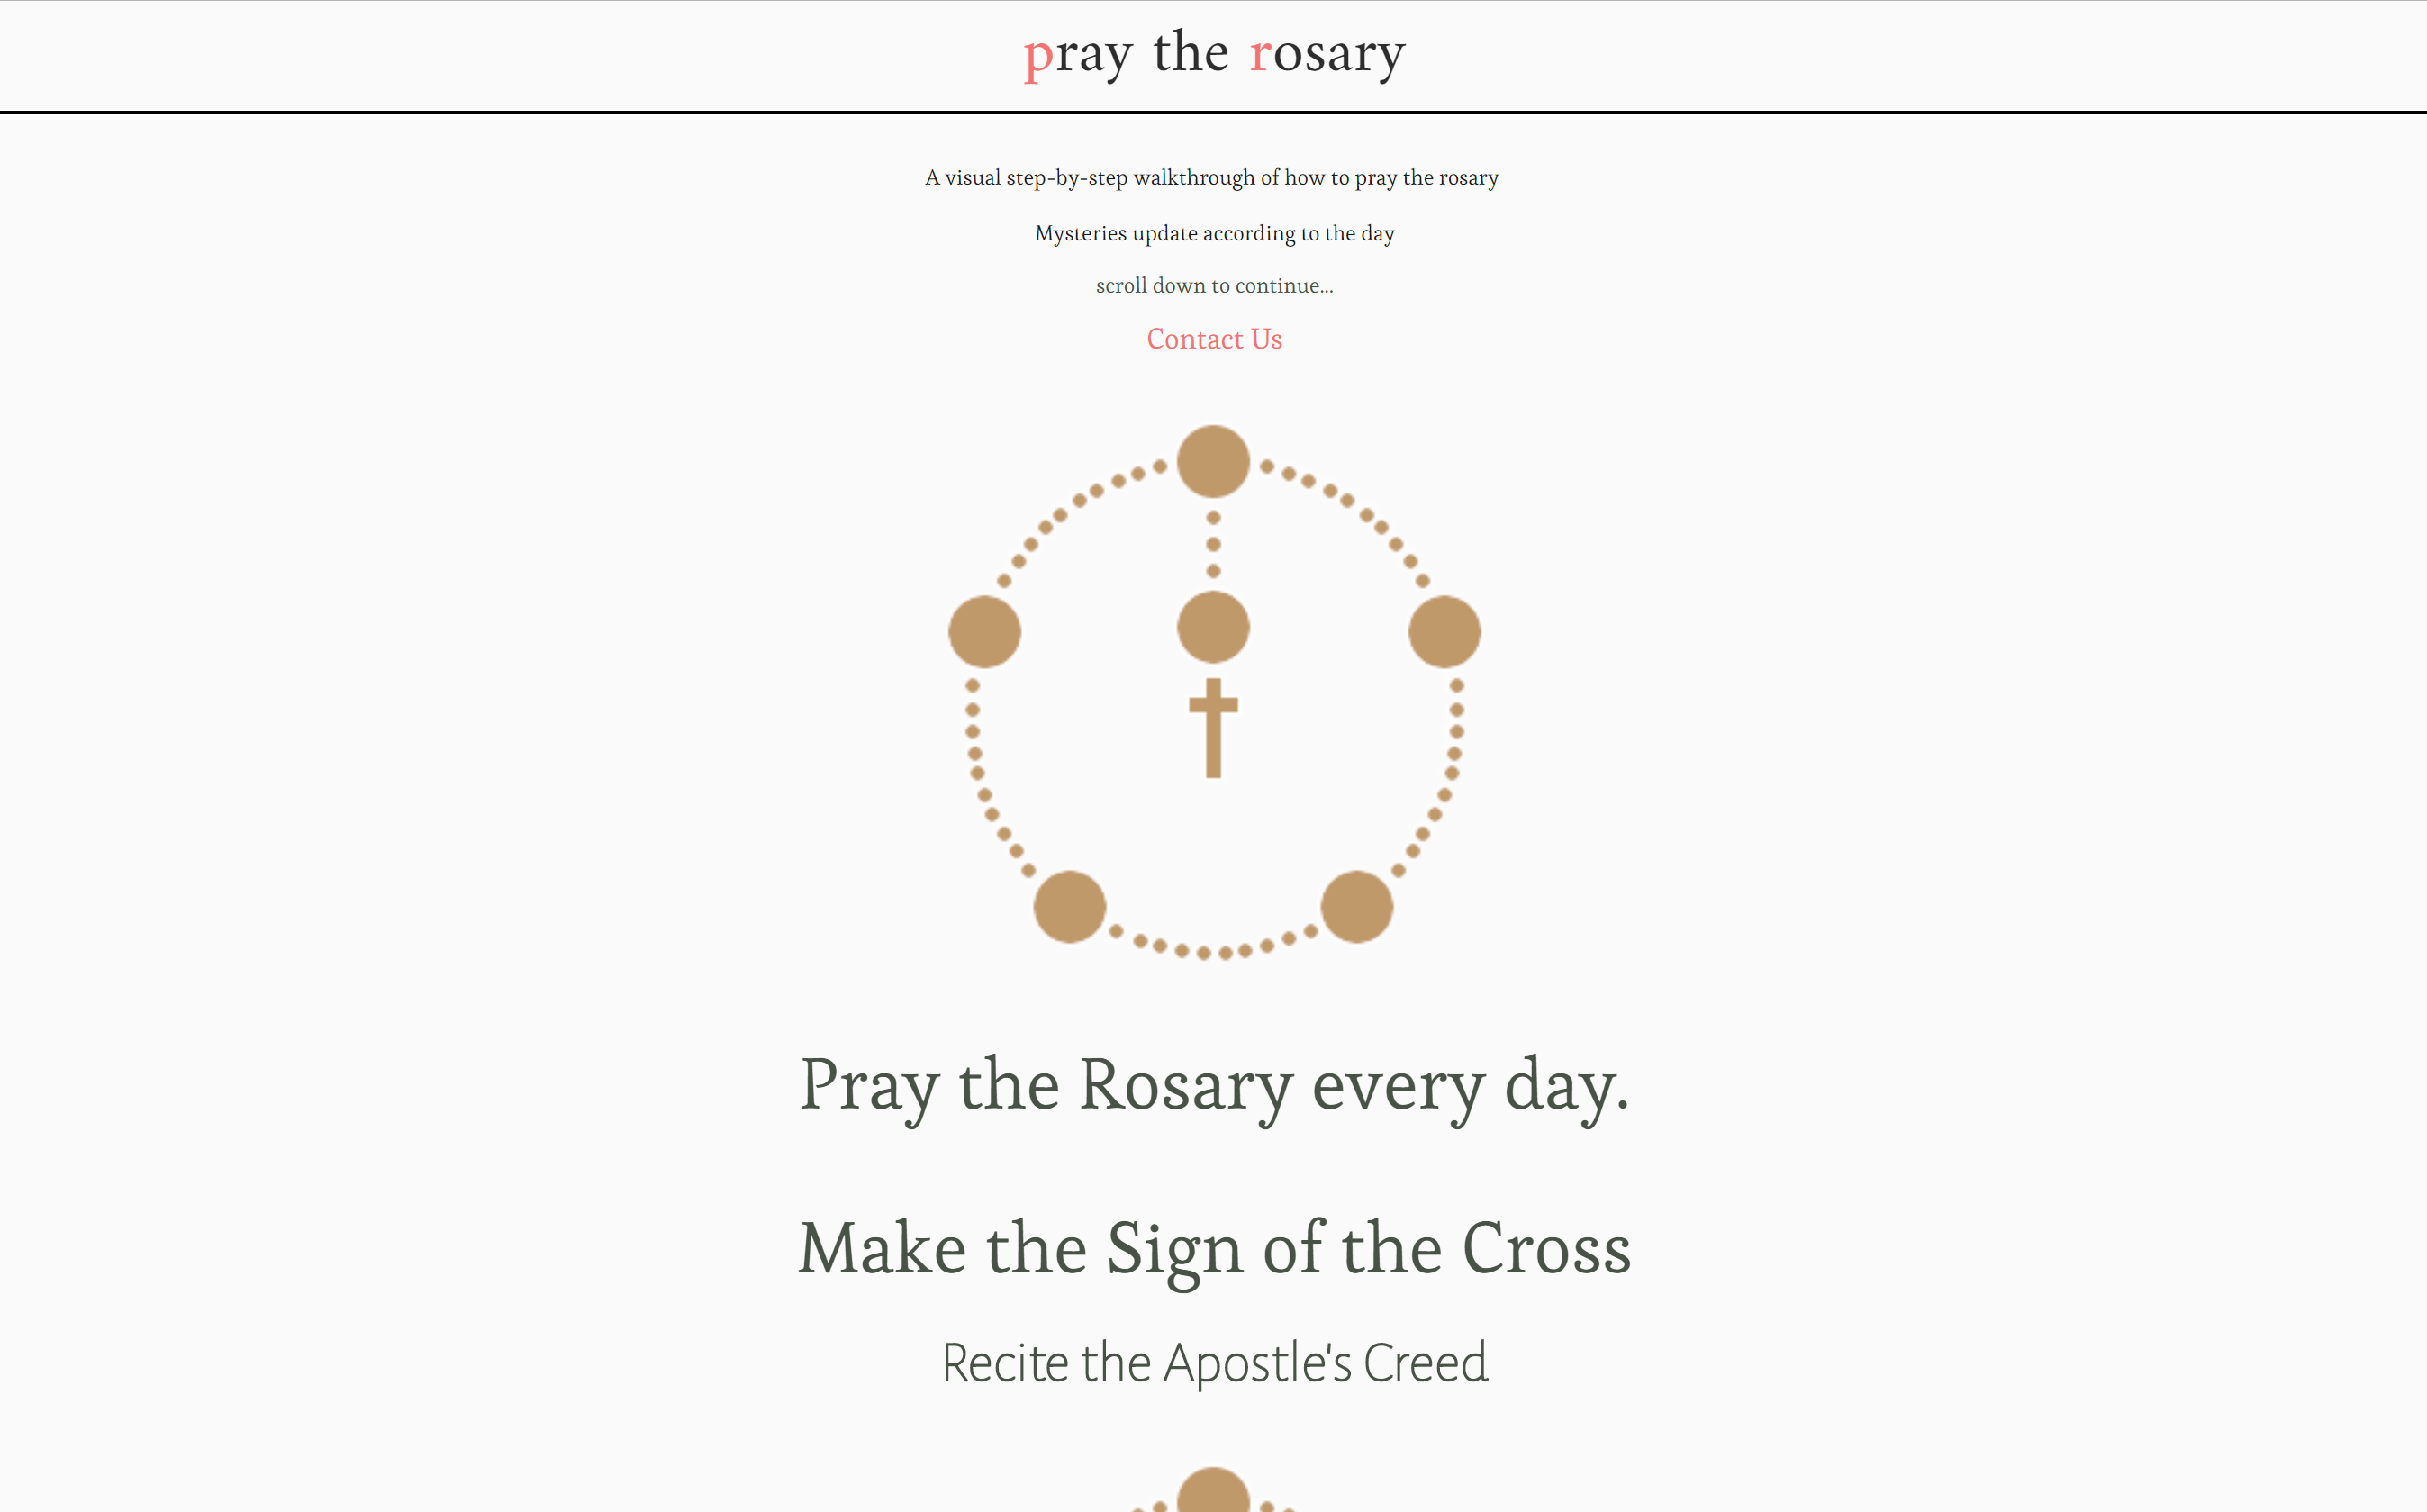 pray the rosary
A visual step-by-step walkthrough of how to pray the rosary
Mysteries update according to the day
scroll down to continue...
Contact Us
Pray the Rosary every day.
Make the Sign of the Cross
Recite the Apostle's Creed